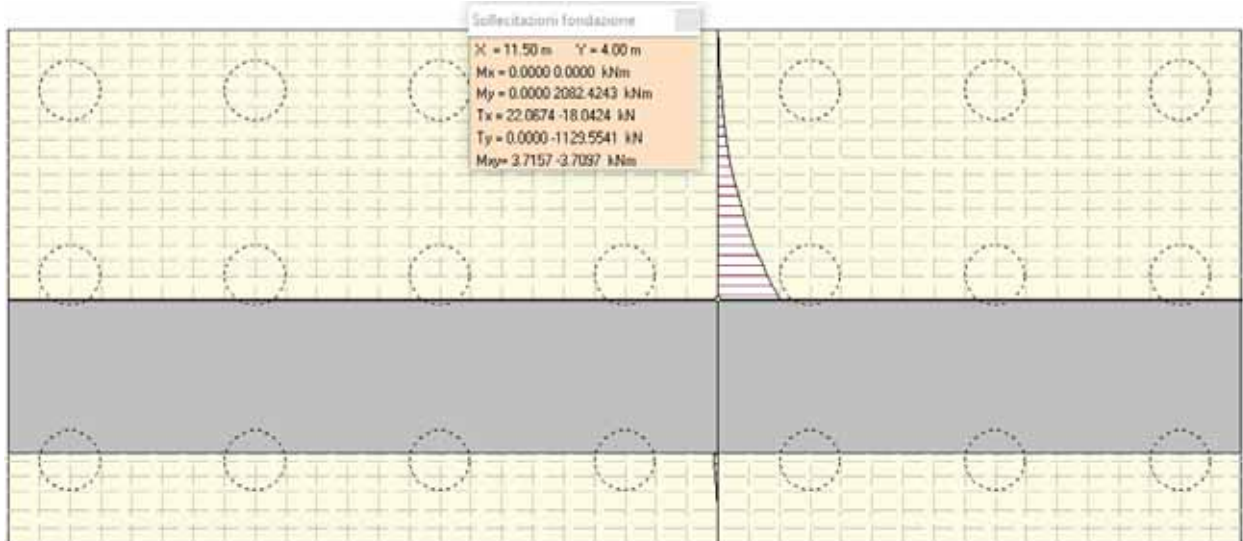 Sollecitazioni fondazione
X = 11.50 m Y = 4.00 m
Mx = 0.0000 0.0000 kNm
My = 0.0000 2082.4243 kNm
Tx = 22.0674 -18.0424 kN
Ty = 0.0000 -1129.5541 kN
Mxy= 3.7157 -3.7097 kNm